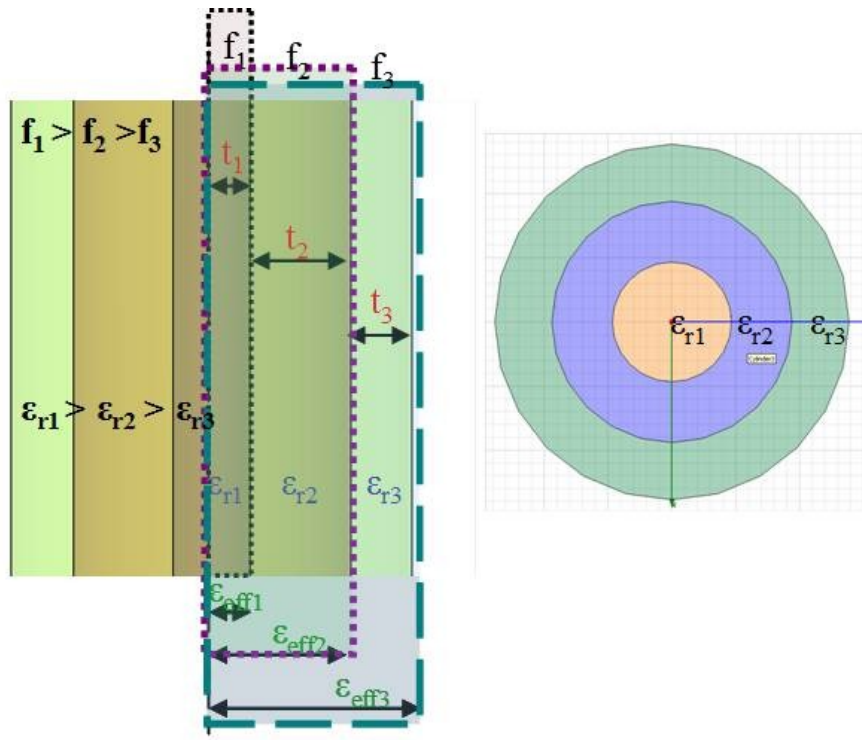 f1
f2
f3
f1 > f2 >f3
t1
t2
t3
εr1 > εr2 > εr3
εr1
εr2
εr3
εeff1
εeff2
εeff3
εr1
εr2
εr3
Cylinder3